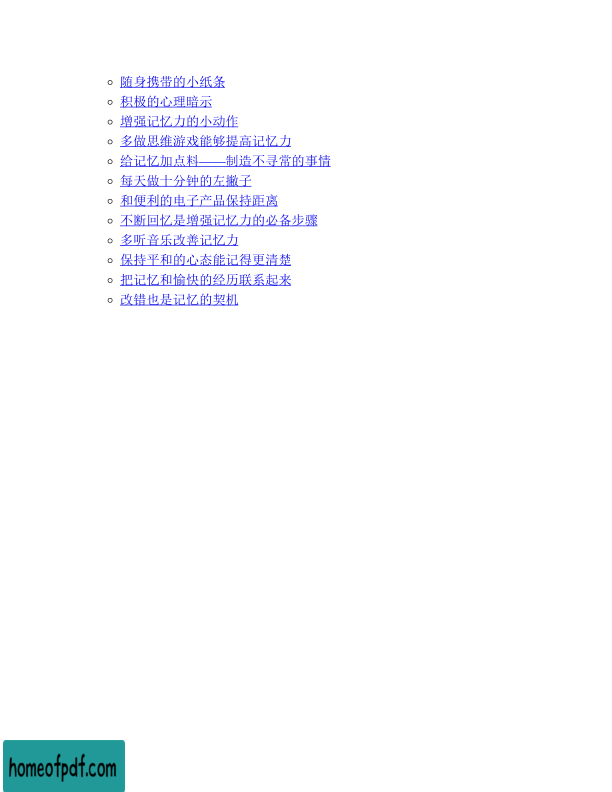 随身携带的小纸条
积极的心理暗示
增强记忆力的小动作
多做思维游戏能够提高记忆力
给记忆加点料——制造不寻常的事情
每天做十分钟的左撇子
和便利的电子产品保持距离
不断回忆是增强记忆力的必备步骤
多听音乐改善记忆力
保持平和的心态能记得更清楚
把记忆和愉快的经历联系起来
改错也是记忆的契机
homeofpdf.com